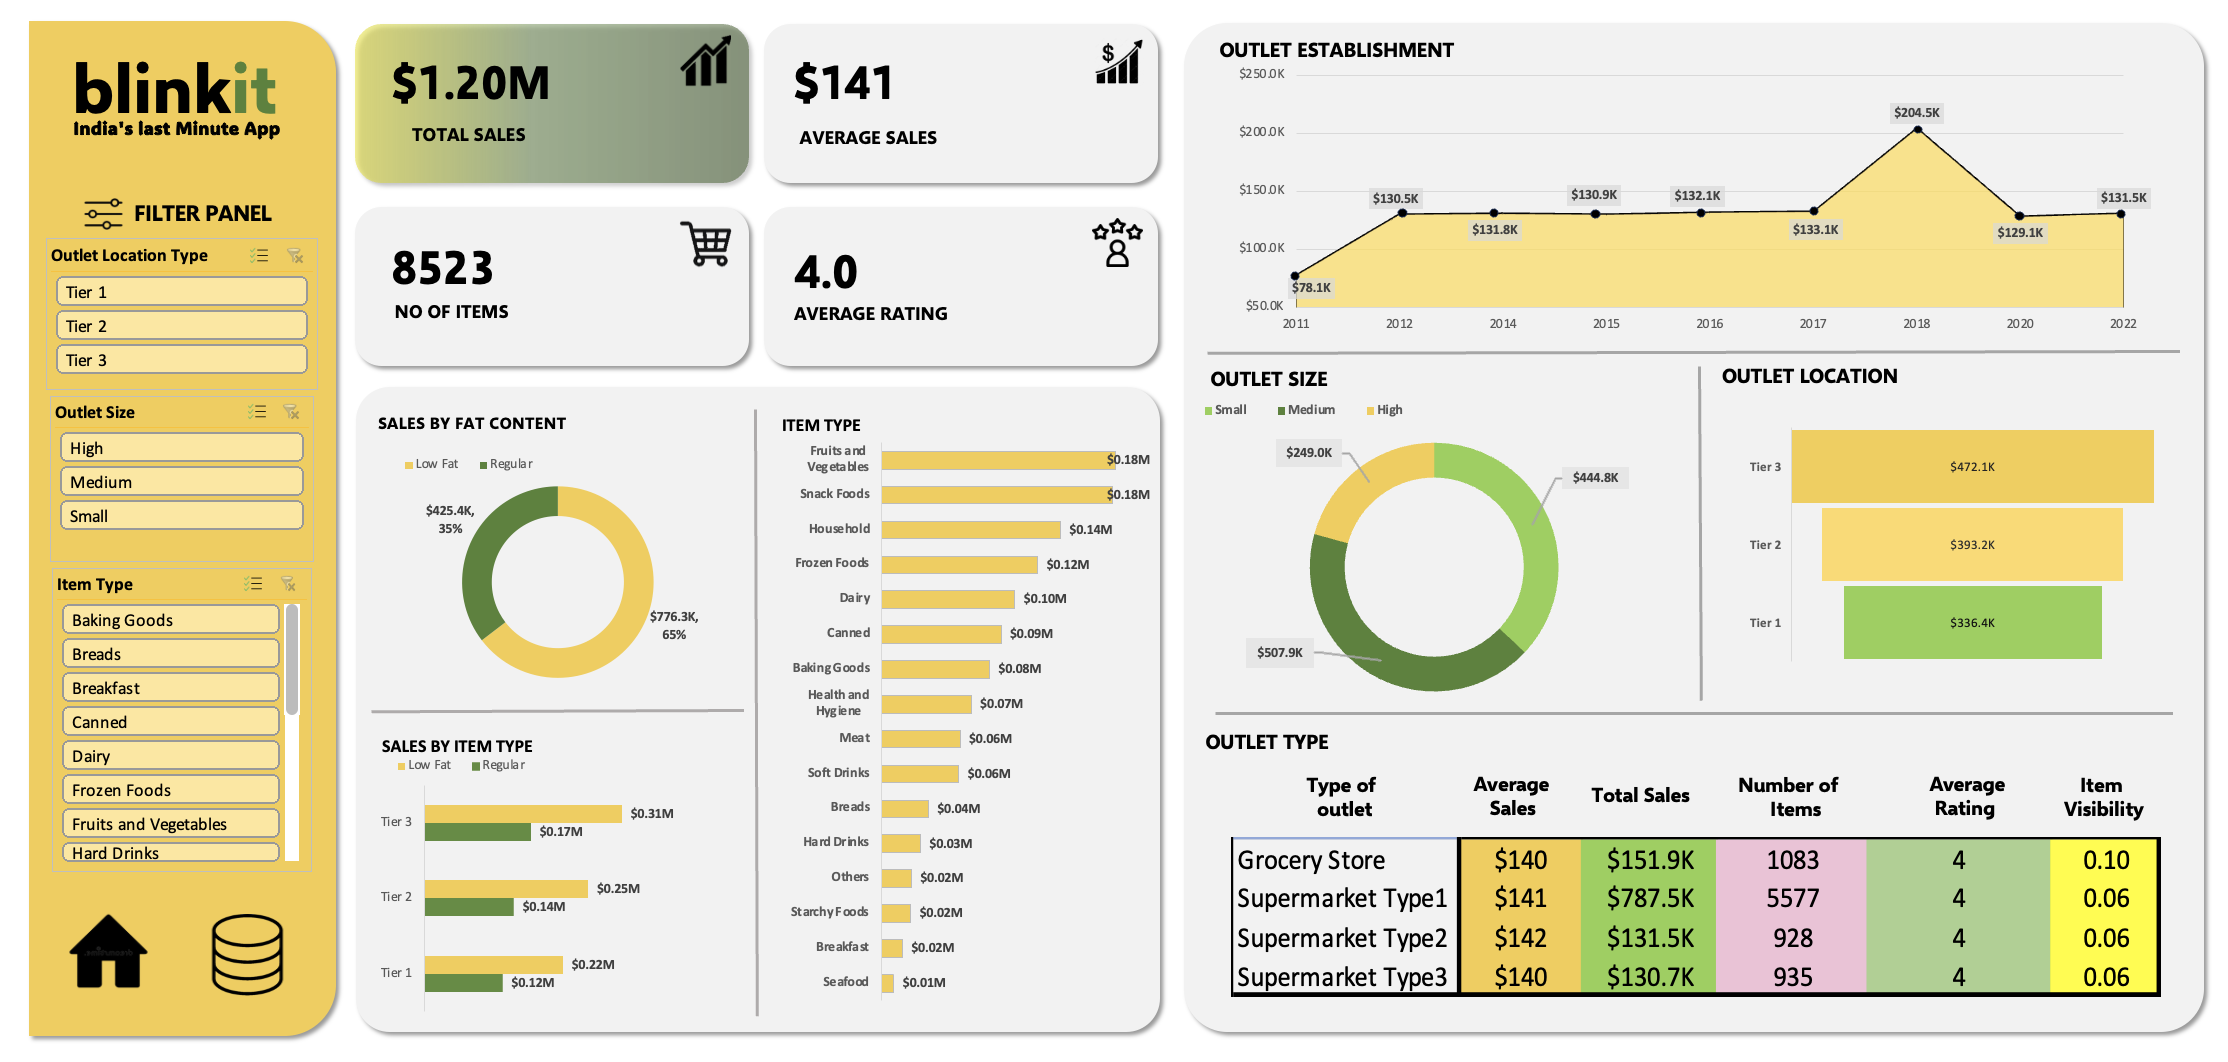 blinkit
India's last Minute App
FILTER PANEL
Outlet Location Type
Tier 1
Tier 2
Tier 3
Outlet Size
High
Medium
Small
Item Type
Baking Goods
Breads
Breakfast
Canned
Dairy
Frozen Foods
Fruits and Vegetables
Hard Drinks
$1.20M
TOTAL SALES
$
$141
AVERAGE SALES
8523
NO OF ITEMS
4.0
AVERAGE RATING
SALES BY FAT CONTENT
Low Fat
Regular
$425.4K,
35%
$776.3K,
65%
SALES BY ITEM TYPE
Low Fat
Regular
Tier 3
$0.31M
$0.17M
Tier 2
$0.25M
$0.14M
Tier 1
$0.22M
$0.12M
ITEM TYPE
Fruits and
Vegetables
$0.18M
Snack Foods
$0.18M
Household
$0.14M
Frozen Foods
$0.12M
Dairy
$0.10M
Canned
$0.09M
Baking Goods
$0.08M
Health and
Hygiene
$0.07M
Meat
$0.06M
Soft Drinks
$0.06M
Breads
$0.04M
Hard Drinks
$0.03M
Others
$0.02M
Starchy Foods
$0.02M
Breakfast
$0.02M
Seafood
$0.01M
OUTLET ESTABLISHMENT
$250.0K
$200.0K
$150.0K
$100.0K
$50.0K
$78.1K
$130.5K
$131.8K
$130.9K
$132.1K
$133.1K
$204.5K
$129.1K
$131.5K
2011 2012 2014 2015 2016 2017 2018 2020 2022
OUTLET SIZE
Small
Medium
High
$249.0K
$444.8K
$507.9K
OUTLET LOCATION
Tier 3
$472.1K
Tier 2
$393.2K
Tier 1
$336.4K
OUTLET TYPE
Type of
outlet
Average
Sales
Total Sales
Number of
Items
Average
Rating
Item
Visibility
Grocery Store $140 $151.9K 1083 4 0.10
Supermarket Type1 $141 $787.5K 5577 4 0.06
Supermarket Type2 $142 $131.5K 928 4 0.06
Supermarket Type3 $140 $130.7K 935 4 0.06